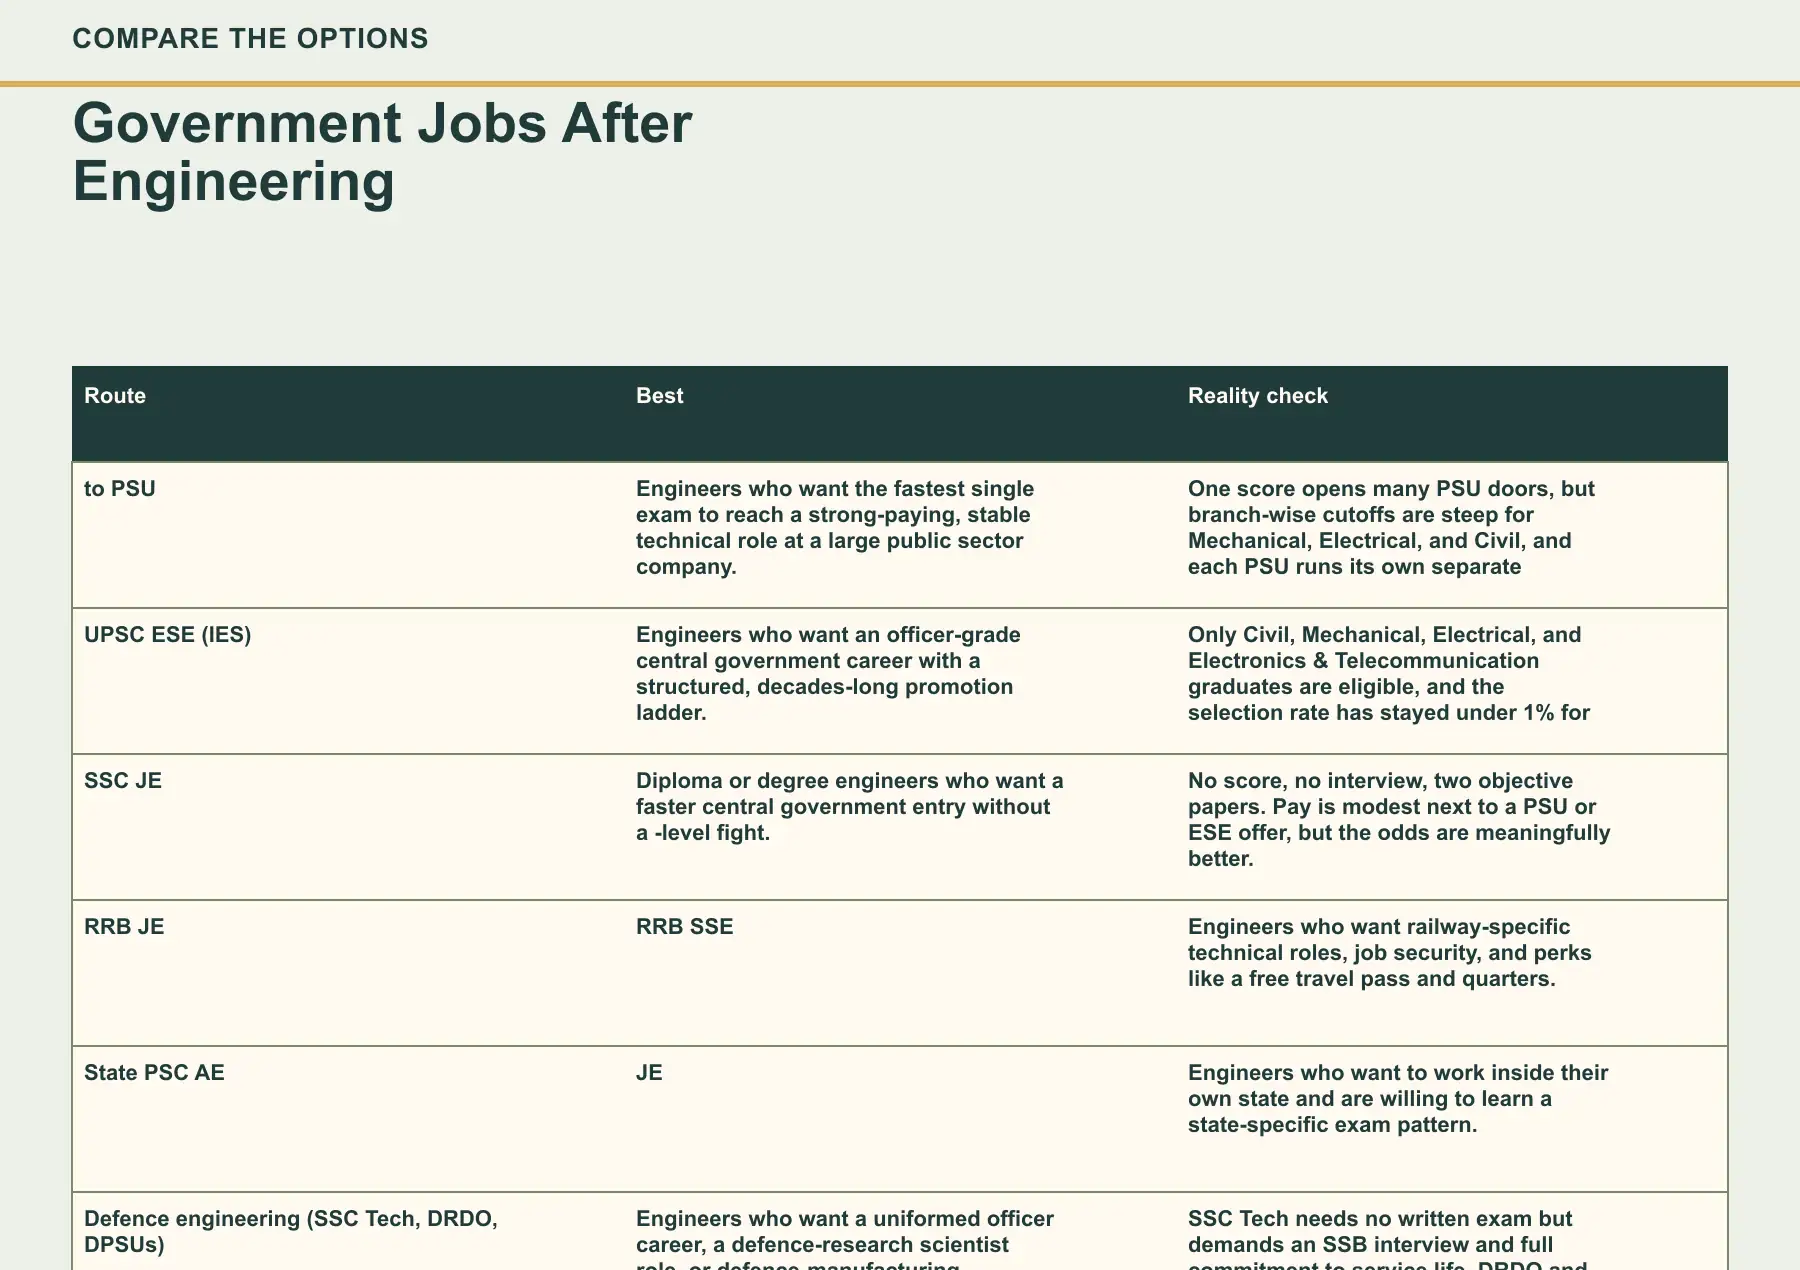 COMPARE THE OPTIONS
Government Jobs After
Engineering
Route
Best
Reality check
to PSU
Engineers who want the fastest single
exam to reach a strong-paying, stable
technical role at a large public sector
company.
One score opens many PSU doors, but
branch-wise cutoffs are steep for
Mechanical, Electrical, and Civil, and
each PSU runs its own separate
UPSC ESE (IES)
Engineers who want an officer-grade
central government career with a
structured, decades-long promotion
ladder.
Only Civil, Mechanical, Electrical, and
Electronics & Telecommunication
graduates are eligible, and the
selection rate has stayed under 1% for
SSC JE
Diploma or degree engineers who want a
faster central government entry without
a -level fight.
No score, no interview, two objective
papers. Pay is modest next to a PSU or
ESE offer, but the odds are meaningfully
better.
RRB JE
RRB SSE
Engineers who want railway-specific
technical roles, job security, and perks
like a free travel pass and quarters.
State PSC AE
JE
Engineers who want to work inside their
own state and are willing to learn a
state-specific exam pattern.
Defence engineering (SSC Tech, DRDO,
DPSUs)
Engineers who want a uniformed officer
career, a defence-research scientist
role, or defence-manufacturing
SSC Tech needs no written exam but
demands an SSB interview and full
commitment to service life. DRDO and